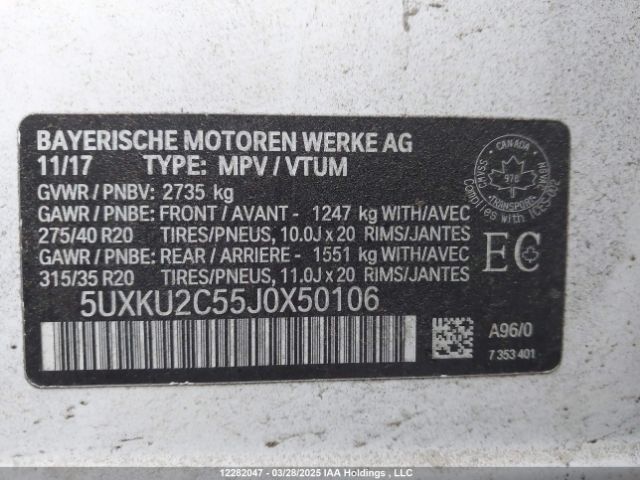 BAYERISCHE MOTOREN WERKE AG
11/17 TYPE: MPV / VTUM
GVWR / PNBV: 2735 kg
GAWR / PNBE: FRONT / AVANT - 1247 kg WITH/AVEC
275/40 R20 TIRES/PNEUS, 10.0J x 20 RIMS/JANTES
GAWR / PNBE: REAR / ARRIERE - 1551 kg WITH/AVEC
315/35 R20 TIRES/PNEUS, 11.0J x 20 RIMS/JANTES
CANADA
978
TRANSPORT
EC
5UXKU2C55J0X50106
A96/0
7 353 401
12282047 - 03/28/2025 IAA Holdings , LLC